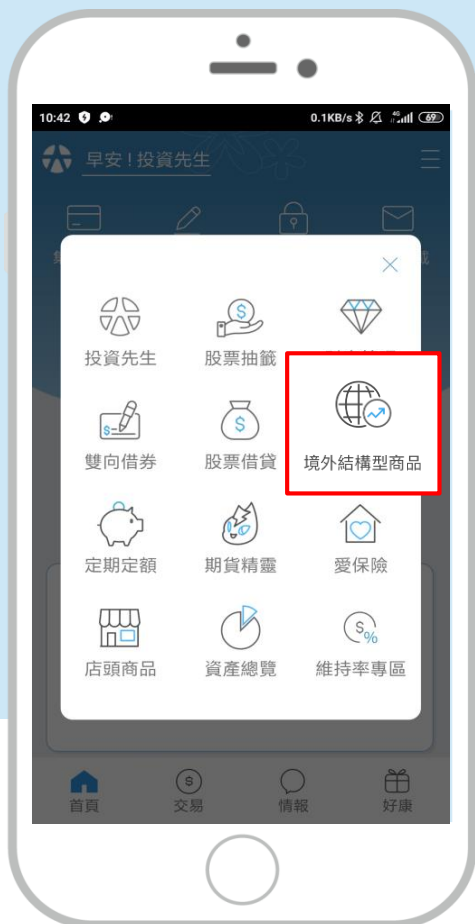 10:42
0.1KB/s
4G
69
早安!投資先生
投資先生
股票抽籤
雙向借券
股票借貸
境外結構型商品
定期定額
期貨精靈
愛保險
店頭商品
資產總覽
維持率專區
首頁
交易
情報
好康